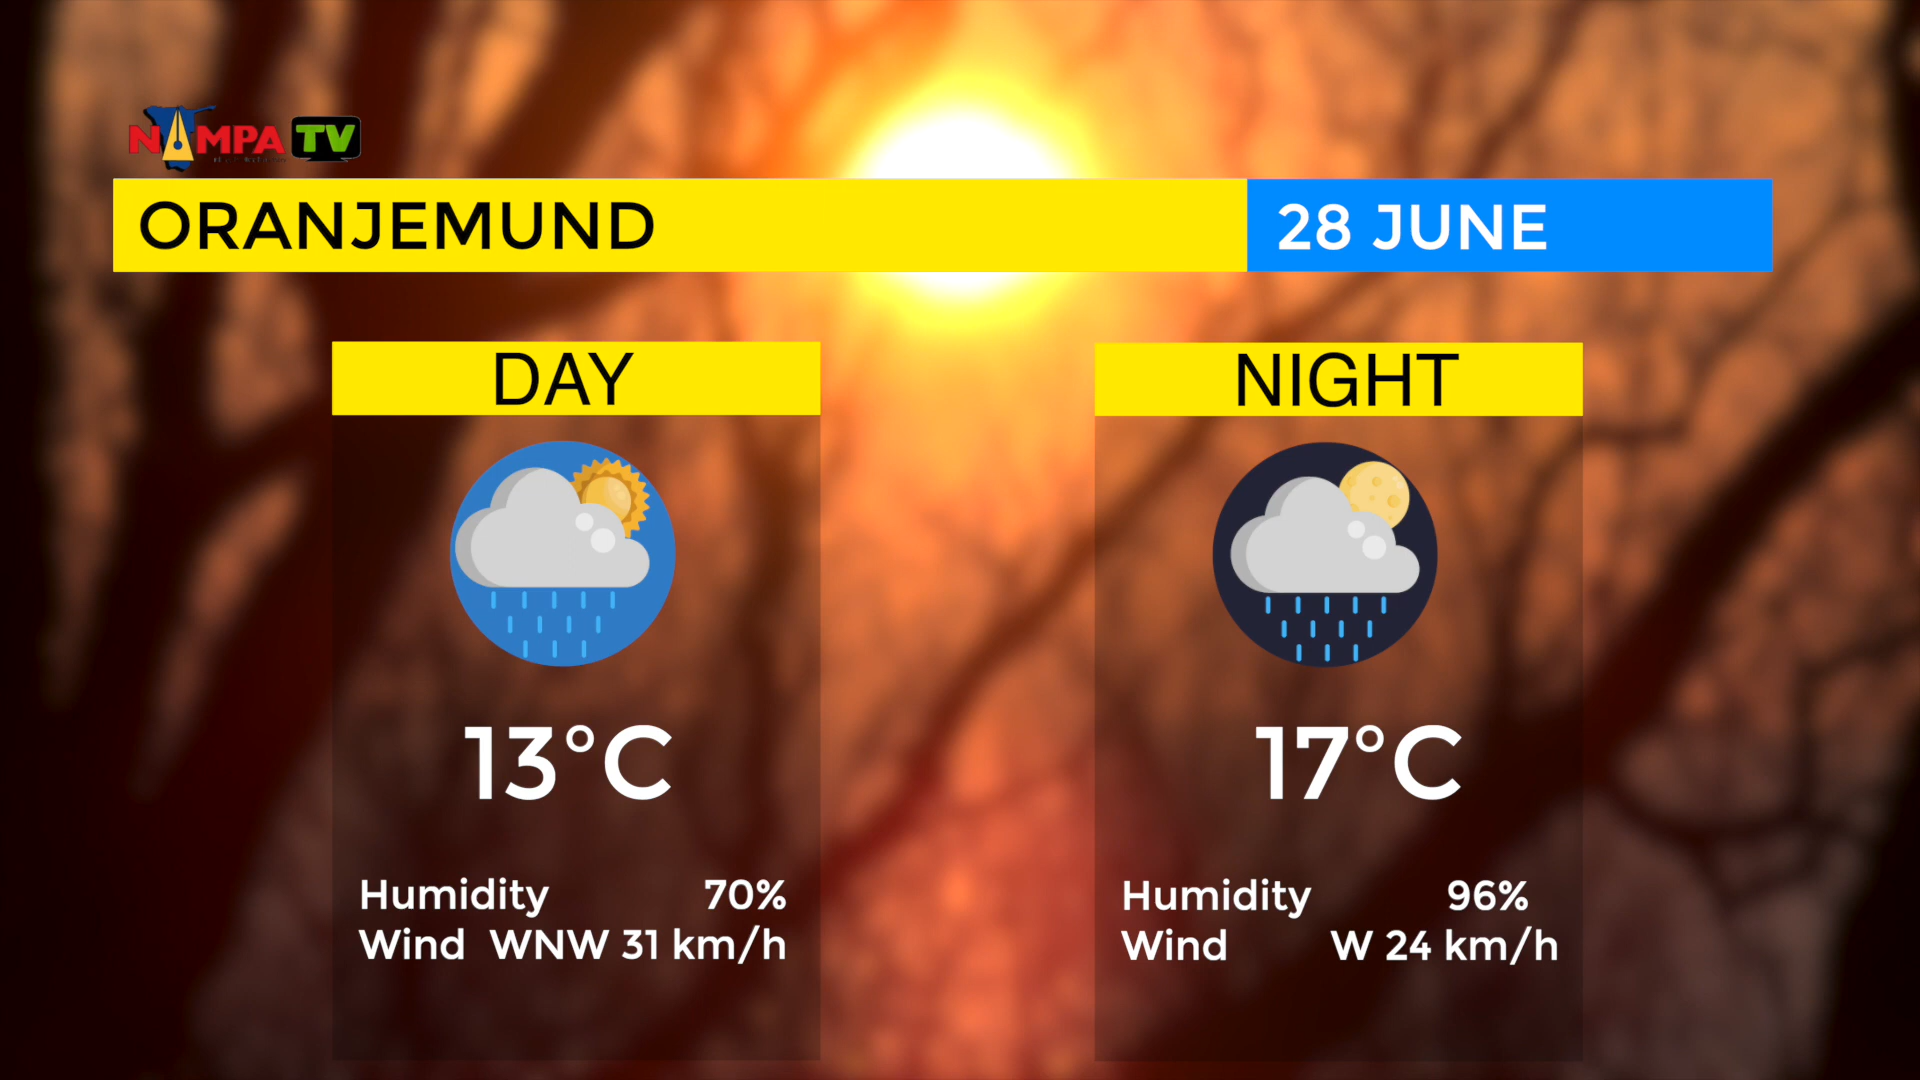 NAMPA TV
ORANJEMUND
28 JUNE
DAY
NIGHT
13°C
17°C
Humidity 70%
Wind WNW 31 km/h
Humidity 96%
Wind W 24 km/h